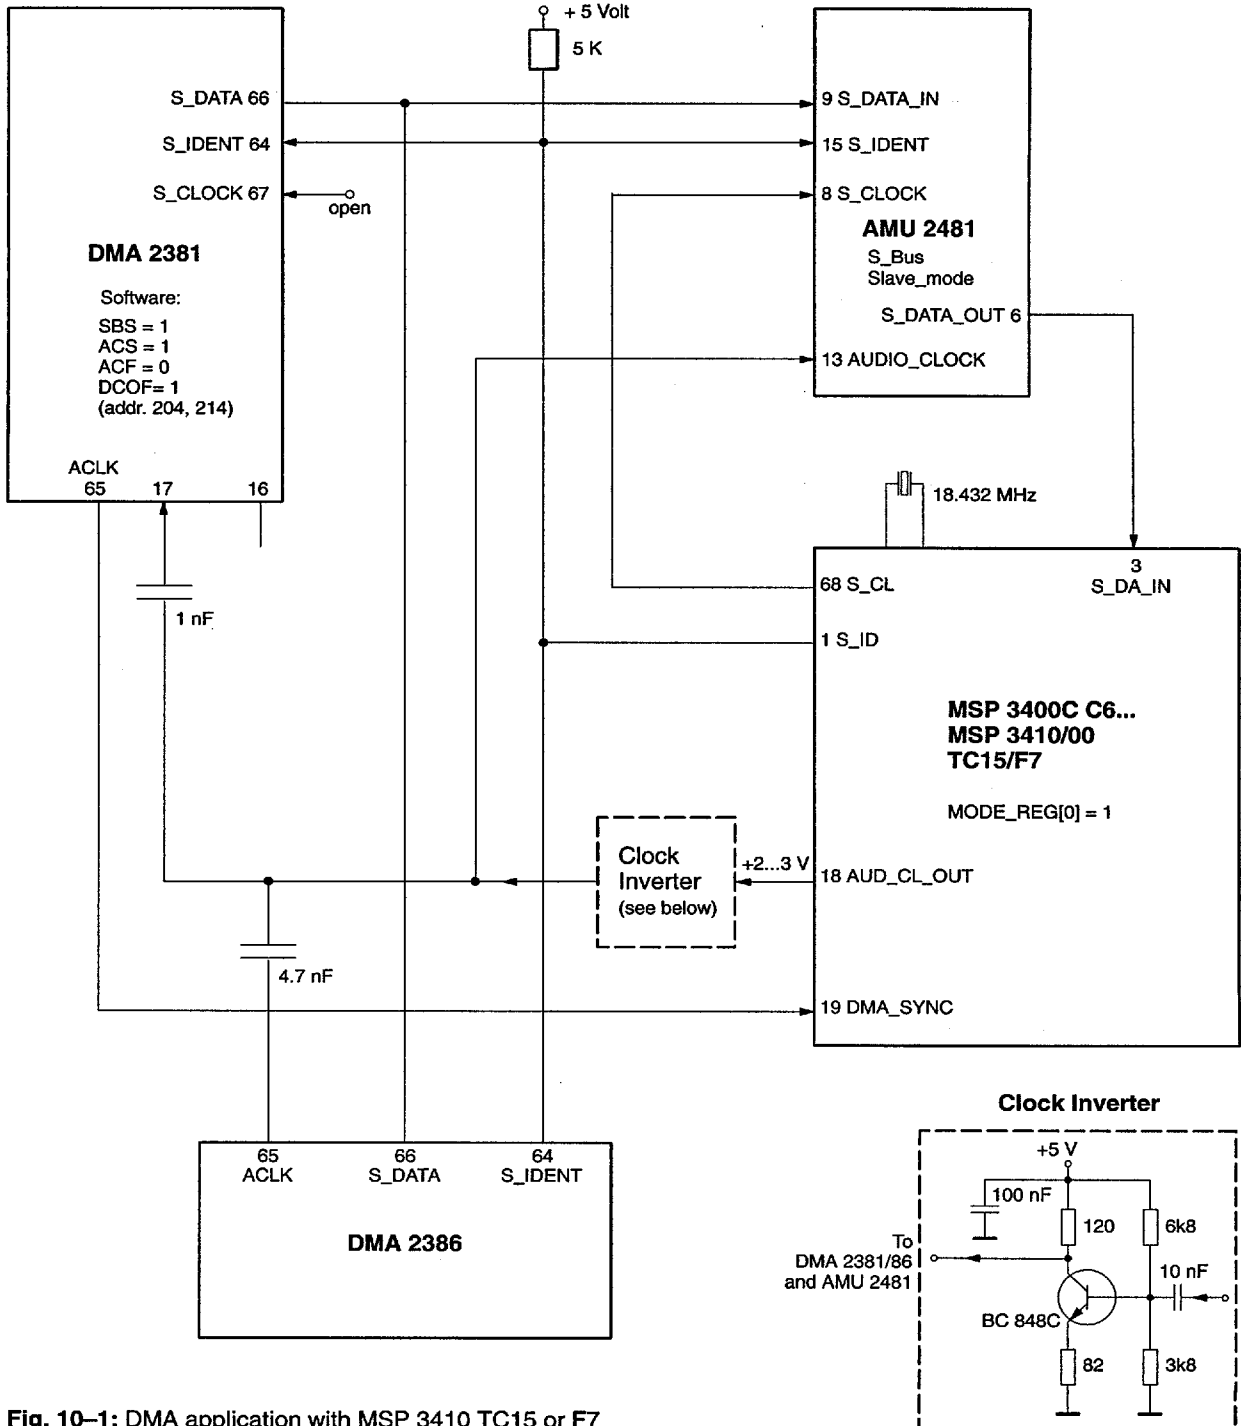 + 5 Volt
5 K
S_DATA 66
S_IDENT 64
S_CLOCK 67
open
DMA 2381
Software:
SBS = 1
ACS = 1
ACF = 0
DCOF= 1
(addr. 204, 214)
ACLK
65
17
16
9 S_DATA_IN
15 S_IDENT
8 S_CLOCK
AMU 2481
S_Bus
Slave_mode
S_DATA_OUT 6
13 AUDIO_CLOCK
18.432 MHz
1 nF
68 S_CL
3
S_DA_IN
1 S_ID
MSP 3400C C6...
MSP 3410/00
TC15/F7
MODE_REG[0] = 1
Clock
Inverter
(see below)
+2...3 V
18 AUD_CL_OUT
4.7 nF
19 DMA_SYNC
65
ACLK
66
S_DATA
64
S_IDENT
DMA 2386
Clock Inverter
+5 V
100 nF
120
6k8
To
DMA 2381/86
and AMU 2481
10 nF
BC 848C
82
3k8
Fig. 10–1: DMA application with MSP 3410 TC15 or F7